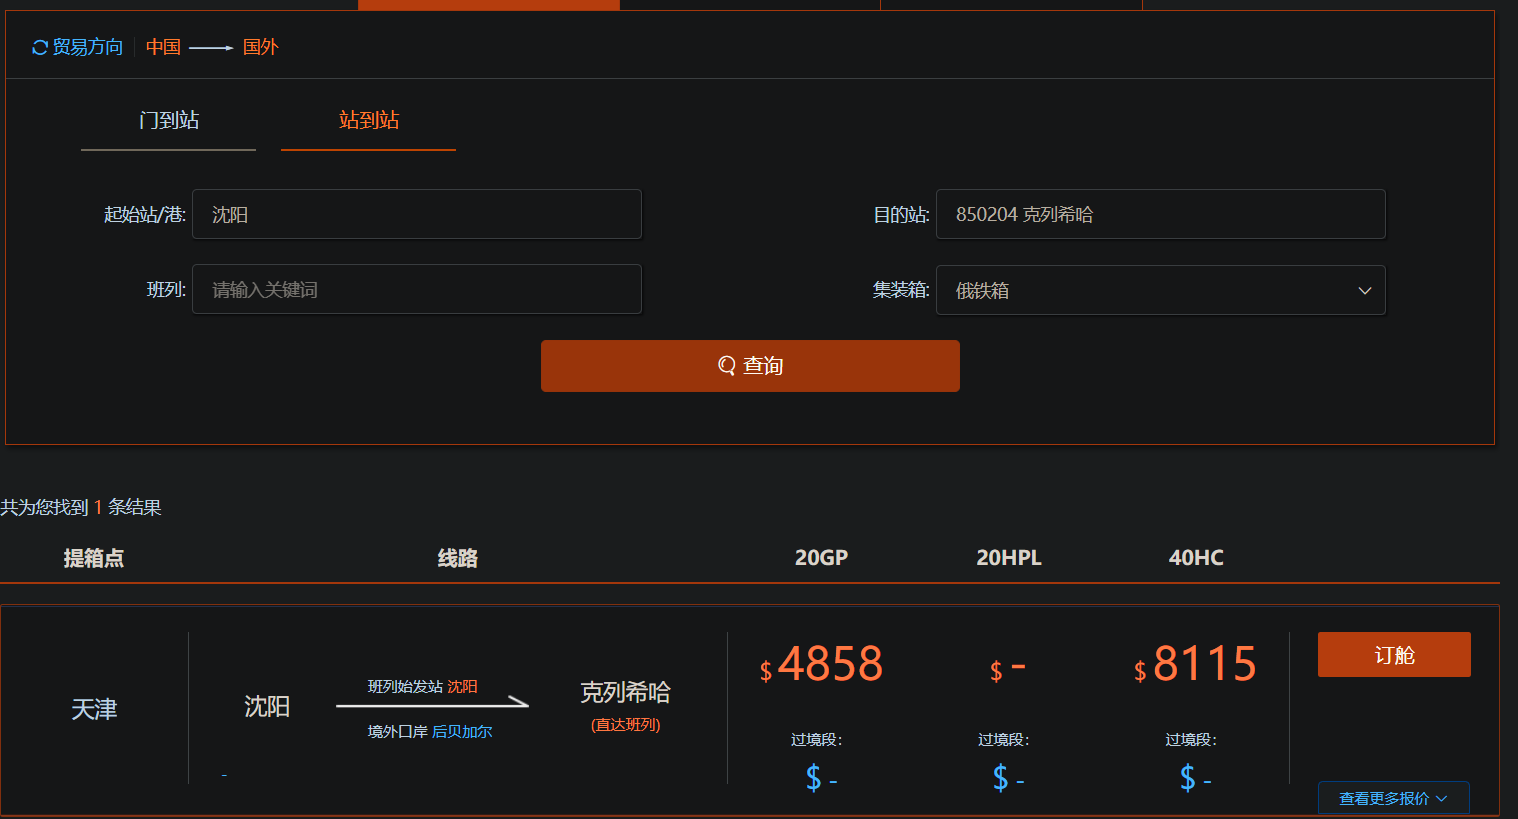 贸易方向 中国 国外
门到站 站到站
起始站/港: 沈阳 目的站: 850204 克列希哈
班列: 请输入关键词 集装箱: 俄铁箱
查询
共为您找到 1 条结果
提箱点 线路 20GP 20HPL 40HC
$4858 $- $8115 订舱
班列始发站 沈阳
天津 沈阳 克列希哈
(直达班列)
境外口岸 后贝加尔
过境段: 过境段: 过境段:
- $ - $ - $ -
查看更多报价